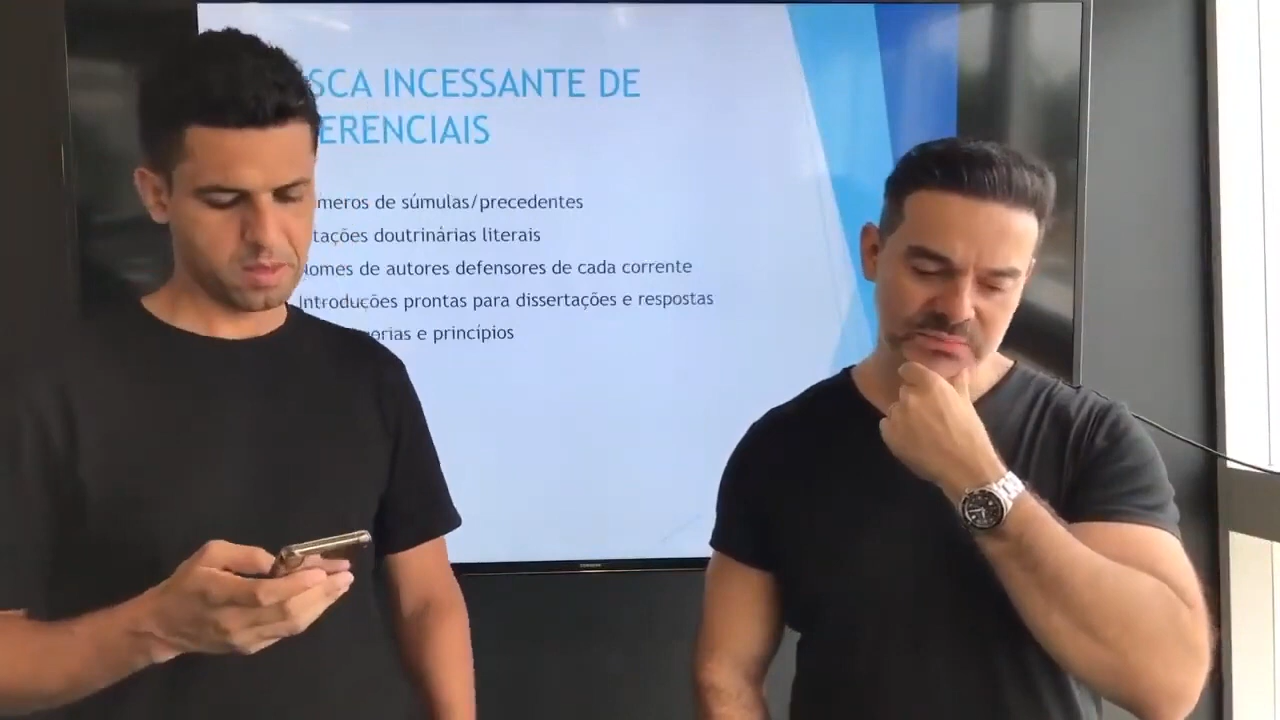 SCA INCESSANTE DE
ERENCIAIS
meros de súmulas/precedentes
tações doutrinárias literais
omes de autores defensores de cada corrente
Introduções prontas para dissertações e respostas
orias e princípios